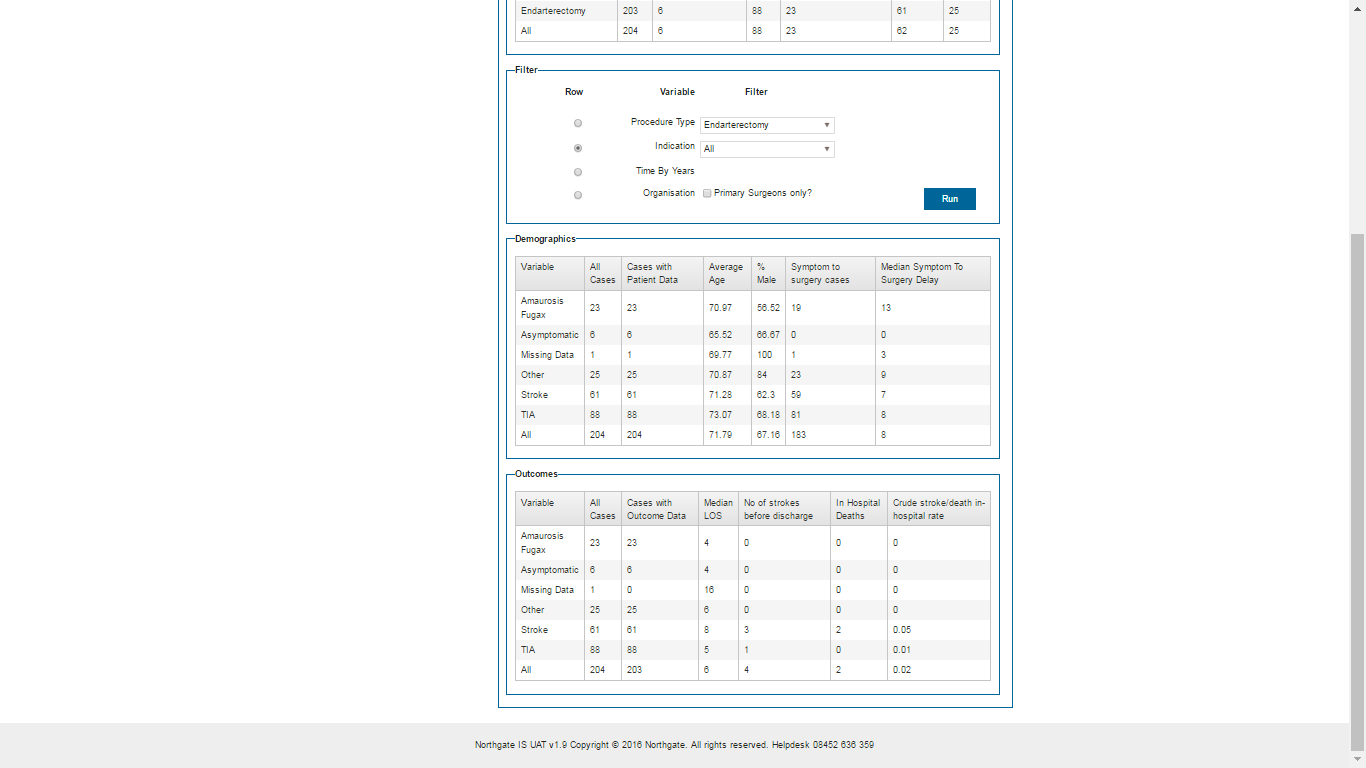 Endarterectomy 203 6 88 23 61 25
All 204 6 88 23 62 25
Filter
Row Variable Filter
Procedure Type Endarterectomy
Indication All
Time By Years
Organisation Primary Surgeons only?
Run
Demographics
Variable All Cases Cases with Patient Data Average Age % Male Symptom to surgery cases Median Symptom To Surgery Delay
Amaurosis Fugax 23 23 70.97 56.52 19 13
Asymptomatic 6 6 65.52 66.67 0 0
Missing Data 1 1 69.77 100 1 3
Other 25 25 70.87 84 23 9
Stroke 61 61 71.28 62.3 59 7
TIA 88 88 73.07 68.18 81 8
All 204 204 71.79 67.16 183 8
Outcomes
Variable All Cases Cases with Outcome Data Median LOS No of strokes before discharge In Hospital Deaths Crude stroke/death in-hospital rate
Amaurosis Fugax 23 23 4 0 0 0
Asymptomatic 6 6 4 0 0 0
Missing Data 1 0 16 0 0 0
Other 25 25 6 0 0 0
Stroke 61 61 8 3 2 0.05
TIA 88 88 5 1 0 0.01
All 204 203 6 4 2 0.02
Northgate IS UAT v1.9 Copyright © 2016 Northgate. All rights reserved. Helpdesk 08452 636 359